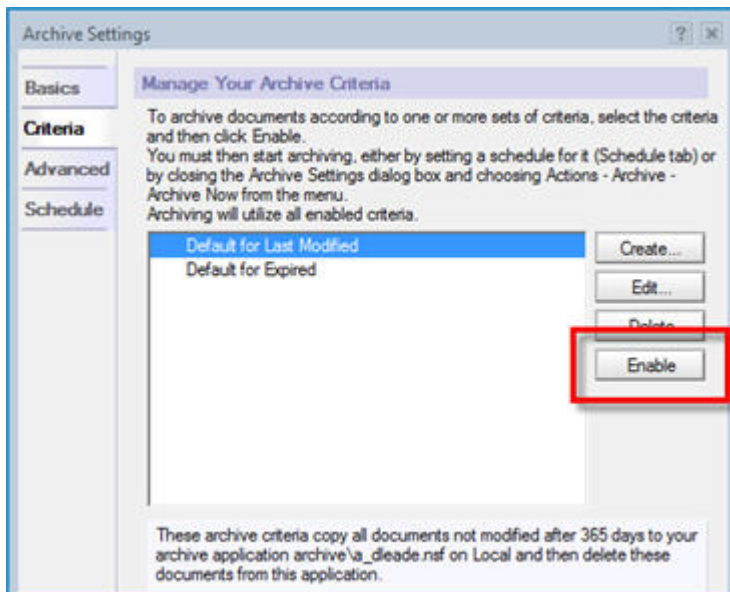 Archive Settings
Basics
Criteria
Advanced
Schedule
Manage Your Archive Criteria
To archive documents according to one or more sets of criteria, select the criteria
and then click Enable.
You must then start archiving, either by setting a schedule for it (Schedule tab) or
by closing the Archive Settings dialog box and choosing Actions - Archive -
Archive Now from the menu.
Archiving will utilize all enabled criteria.
Default for Last Modified
Default for Expired
Create...
Edit...
Delete
Enable
These archive criteria copy all documents not modified after 365 days to your
archive application archive\a_dleade.nsf on Local and then delete these
documents from this application.